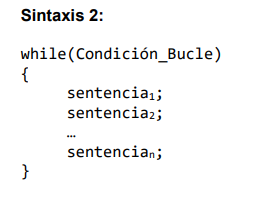 Sintaxis 2:
while(Condición_Bucle)
{
sentencia₁;
sentencia₂;
…
sentenciaₙ;
}